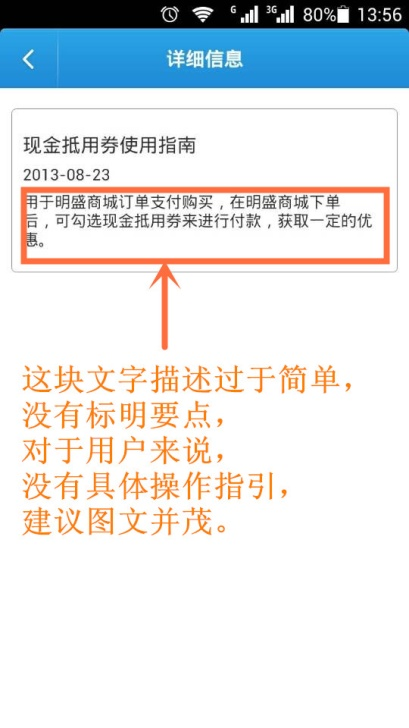 G 3G 80% 13:56
详细信息
现金抵用券使用指南
2013-08-23
用于明盛商城订单支付购买，在明盛商城下单
后，可勾选现金抵用券来进行付款，获取一定的优
惠。
这块文字描述过于简单，
没有标明要点，
对于用户来说，
没有具体操作指引，
建议图文并茂。